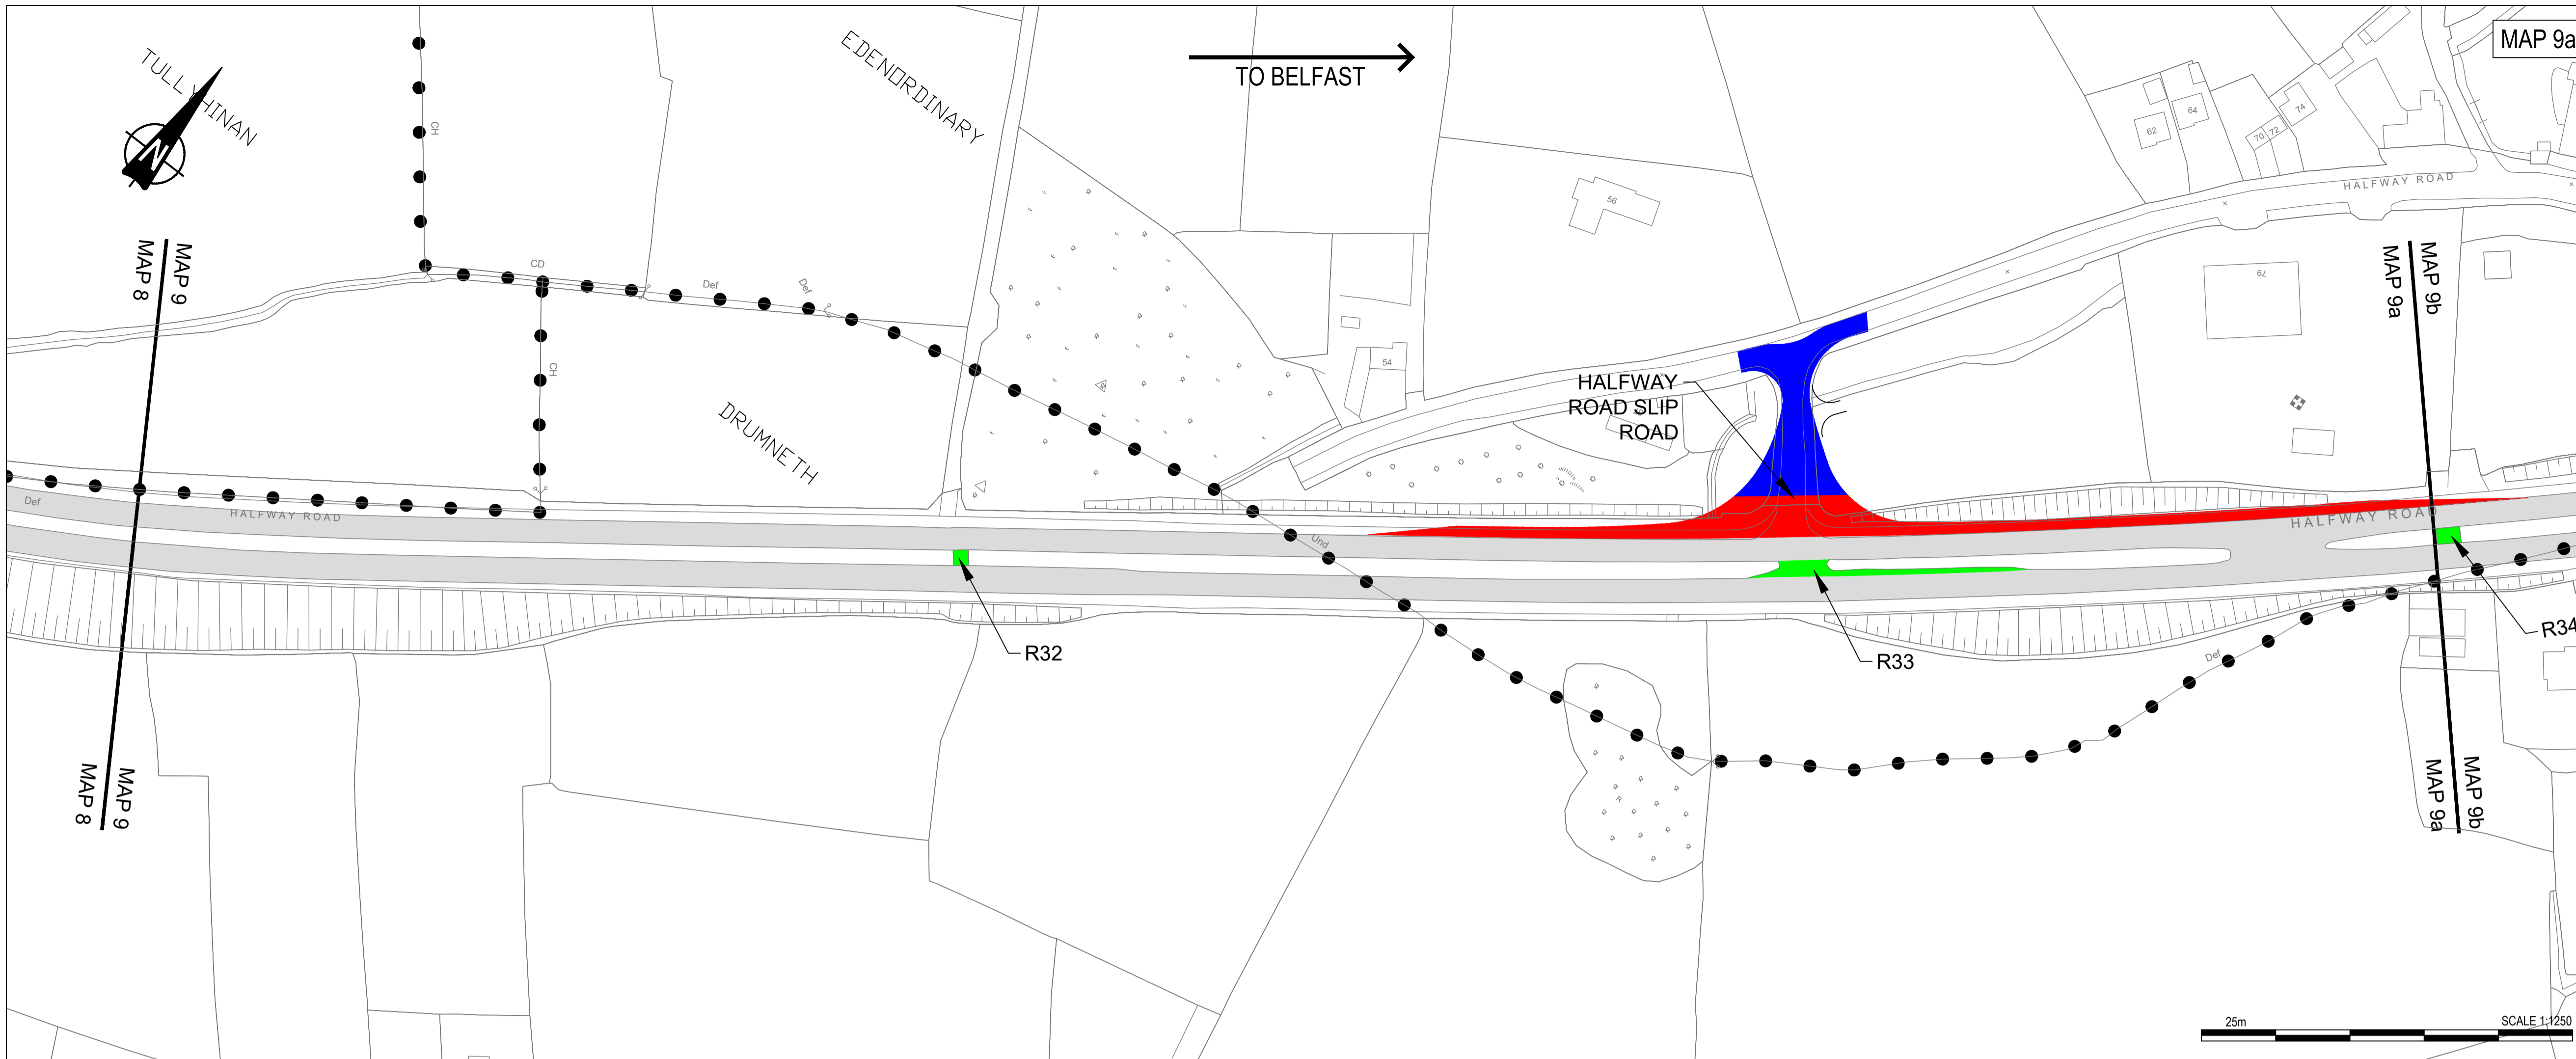 MAP 9a
TULLYHINAN
N
EDENORDINARY
TO BELFAST
CH
62
64
70
72
74
56
HALFWAY ROAD
MAP 8
MAP 9
CD
Def
Def
CH
DRUMNETH
54
HALFWAY
ROAD SLIP
ROAD
79
MAP 9a
MAP 9b
Def
HALFWAY ROAD
Und
HALFWAY ROAD
R32
R33
R34
Def
MAP 8
MAP 9
MAP 9a
MAP 9b
25m
SCALE 1:1250